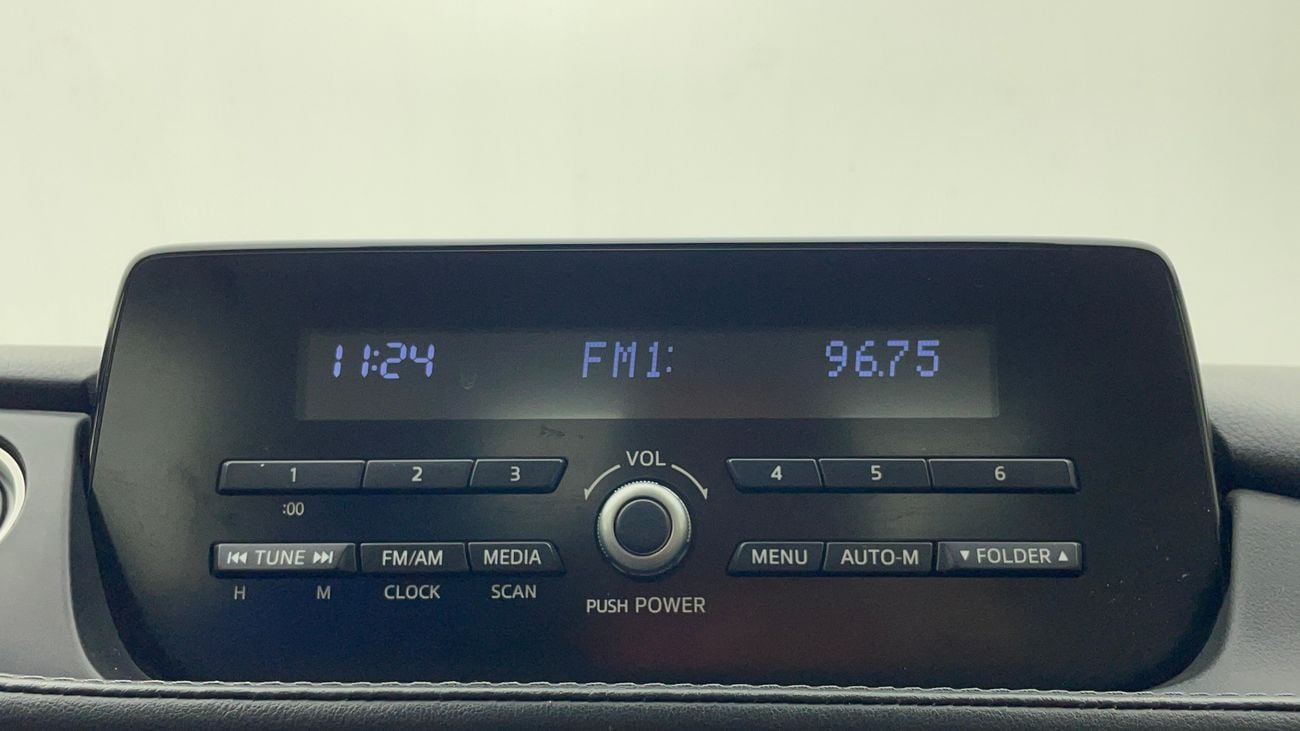 11:24 FM1: 96.75
VOL
1 2 3 4 5 6
:00
⏮ TUNE ⏭ FM/AM MEDIA MENU AUTO-M ▼ FOLDER ▲
H M CLOCK SCAN
PUSH POWER